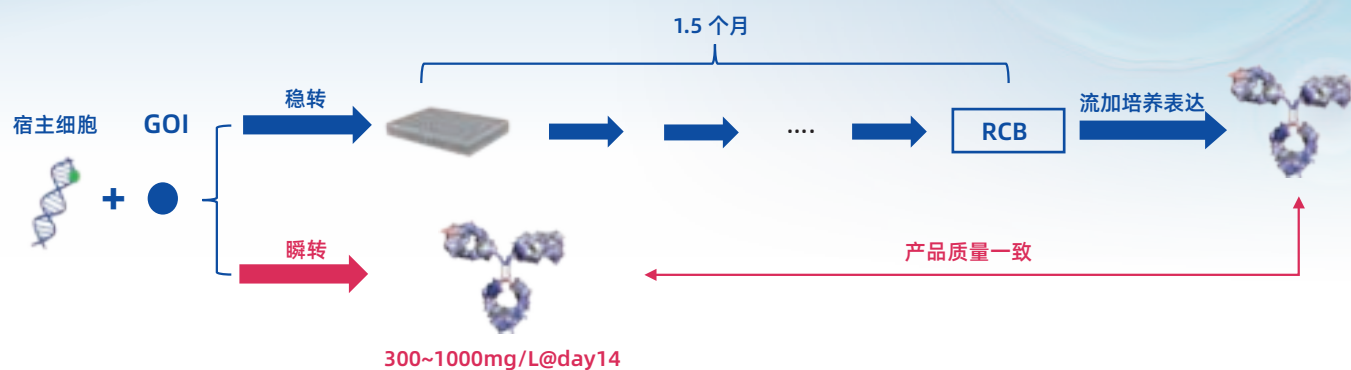 1.5 个月
稳转
流加培养表达
宿主细胞
GOI
....
RCB
+
瞬转
产品质量一致
300~1000mg/L@day14